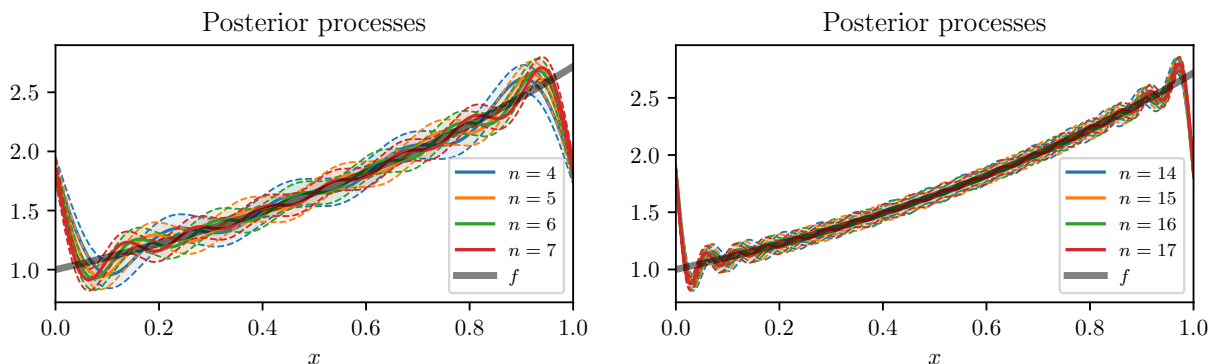 Posterior processes
2.5
2.0
1.5
1.0
0.0 0.2 0.4 0.6 0.8 1.0
x
n = 4
n = 5
n = 6
n = 7
f
Posterior processes
2.5
2.0
1.5
1.0
0.0 0.2 0.4 0.6 0.8 1.0
x
n = 14
n = 15
n = 16
n = 17
f